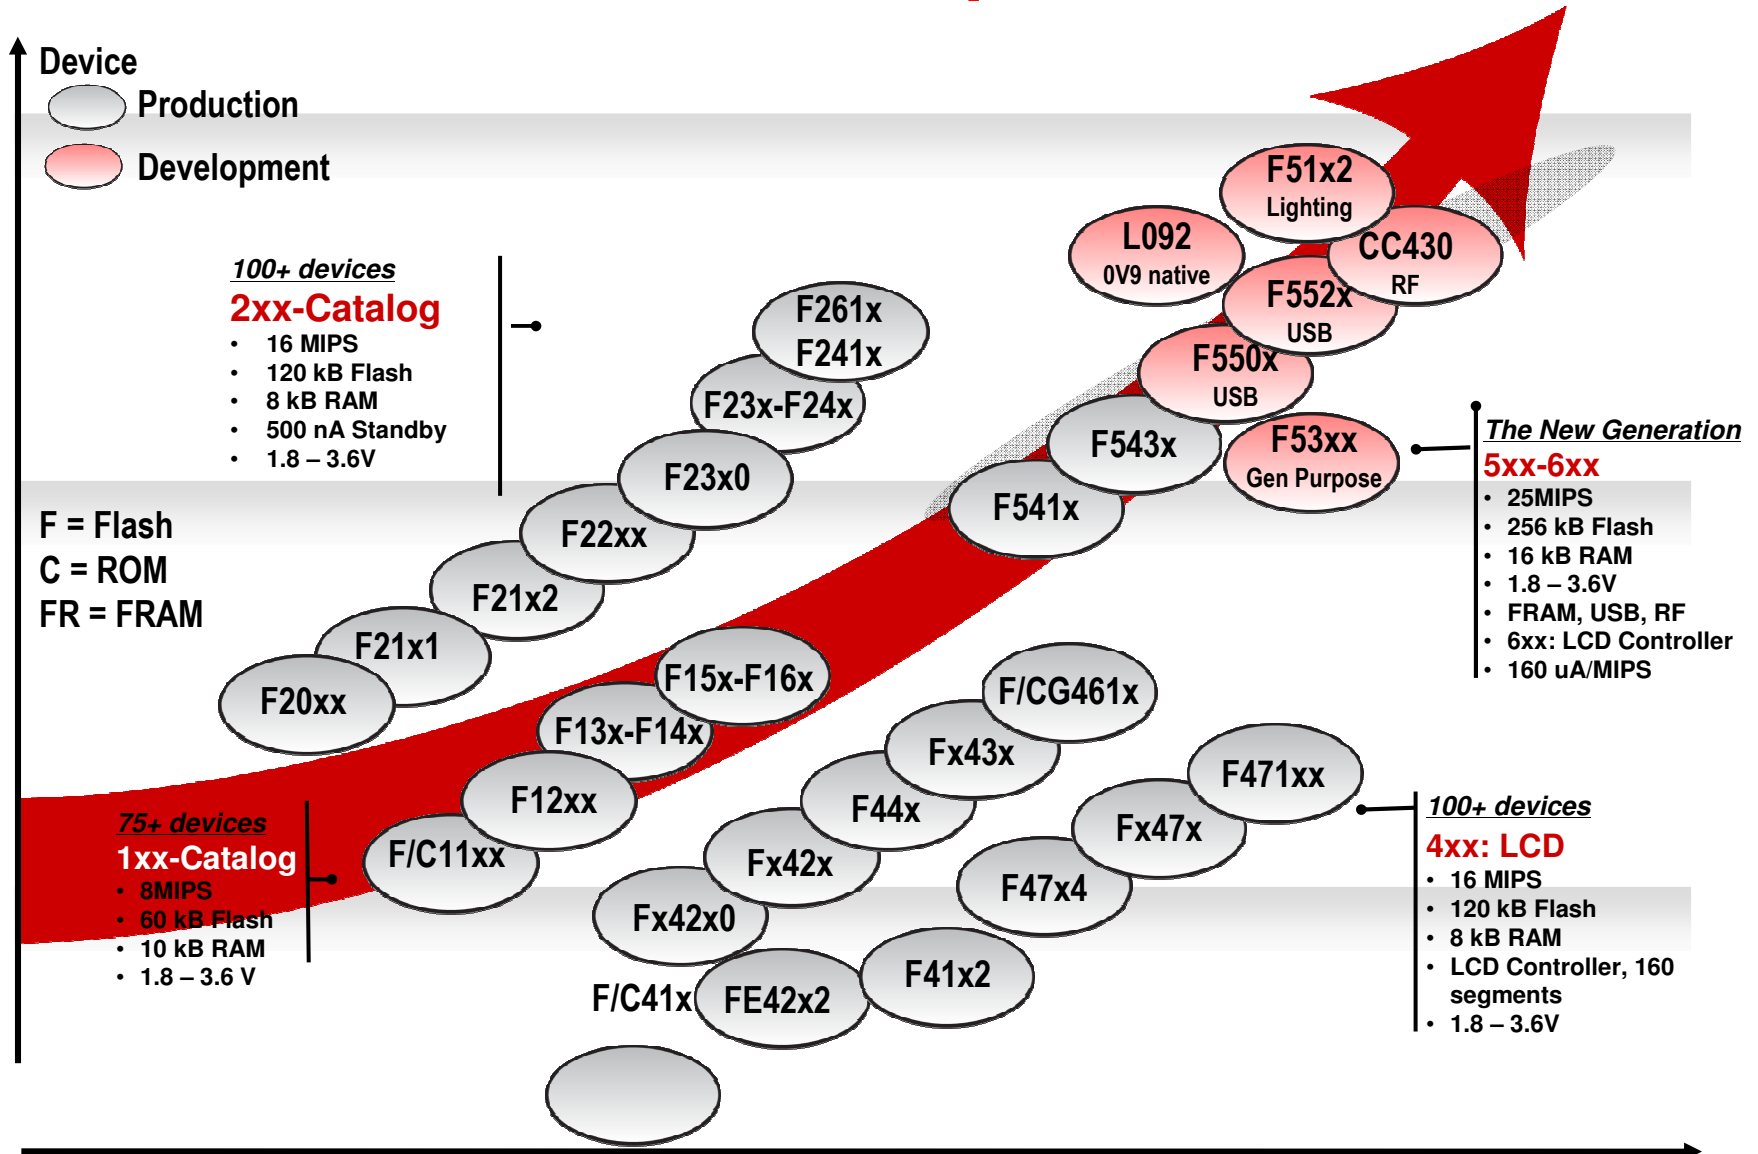 Device
Production
Development
100+ devices
2xx-Catalog
• 16 MIPS
• 120 kB Flash
• 8 kB RAM
• 500 nA Standby
• 1.8 – 3.6V
F = Flash
C = ROM
FR = FRAM
F51x2
Lighting
L092
0V9 native
CC430
RF
F552x
USB
F550x
USB
F53xx
Gen Purpose
F543x
F541x
F261x
F241x
F23x-F24x
F23x0
F22xx
F21x2
F21x1
F20xx
The New Generation
5xx-6xx
• 25MIPS
• 256 kB Flash
• 16 kB RAM
• 1.8 – 3.6V
• FRAM, USB, RF
• 6xx: LCD Controller
• 160 uA/MIPS
F15x-F16x
F13x-F14x
F12xx
F/C11xx
75+ devices
1xx-Catalog
• 8MIPS
• 60 kB Flash
• 10 kB RAM
• 1.8 – 3.6 V
F/CG461x
Fx43x
F44x
Fx42x
Fx42x0
F/C41x
FE42x2
F41x2
F47x4
Fx47x
F471xx
100+ devices
4xx: LCD
• 16 MIPS
• 120 kB Flash
• 8 kB RAM
• LCD Controller, 160
segments
• 1.8 – 3.6V